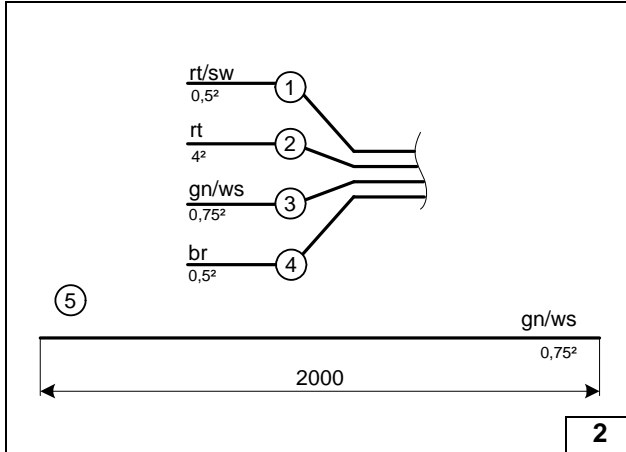 rt/sw
0,5²
1
rt
4²
2
gn/ws
0,75²
3
br
0,5²
4
5
gn/ws
0,75²
2000
2